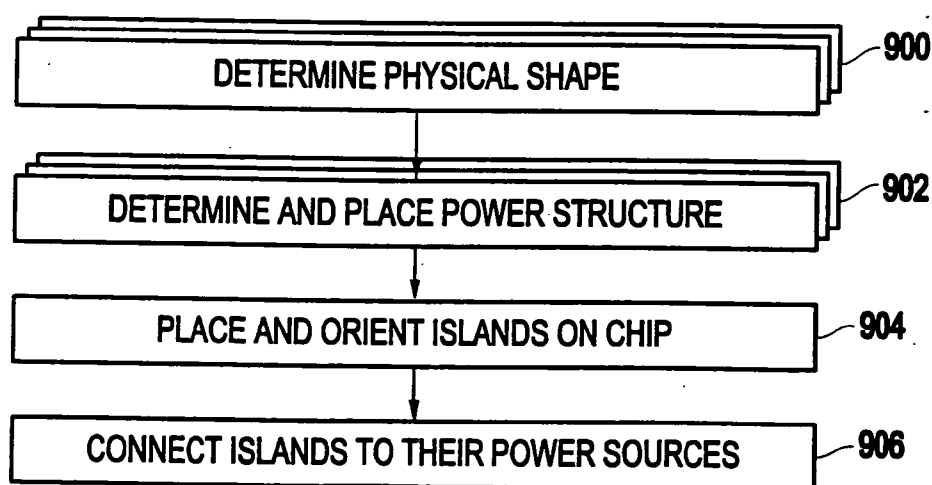 DETERMINE PHYSICAL SHAPE
900
DETERMINE AND PLACE POWER STRUCTURE
902
PLACE AND ORIENT ISLANDS ON CHIP
904
CONNECT ISLANDS TO THEIR POWER SOURCES
906